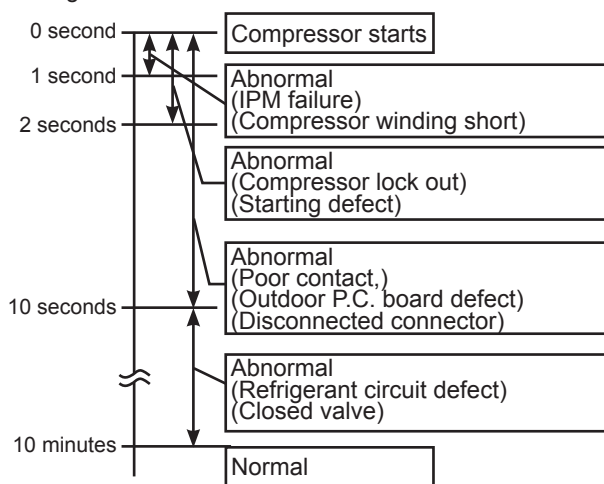 0 second
Compressor starts
1 second
Abnormal
(IPM failure)
(Compressor winding short)
2 seconds
Abnormal
(Compressor lock out)
(Starting defect)
Abnormal
(Poor contact,)
(Outdoor P.C. board defect)
(Disconnected connector)
10 seconds
Abnormal
(Refrigerant circuit defect)
(Closed valve)
10 minutes
Normal